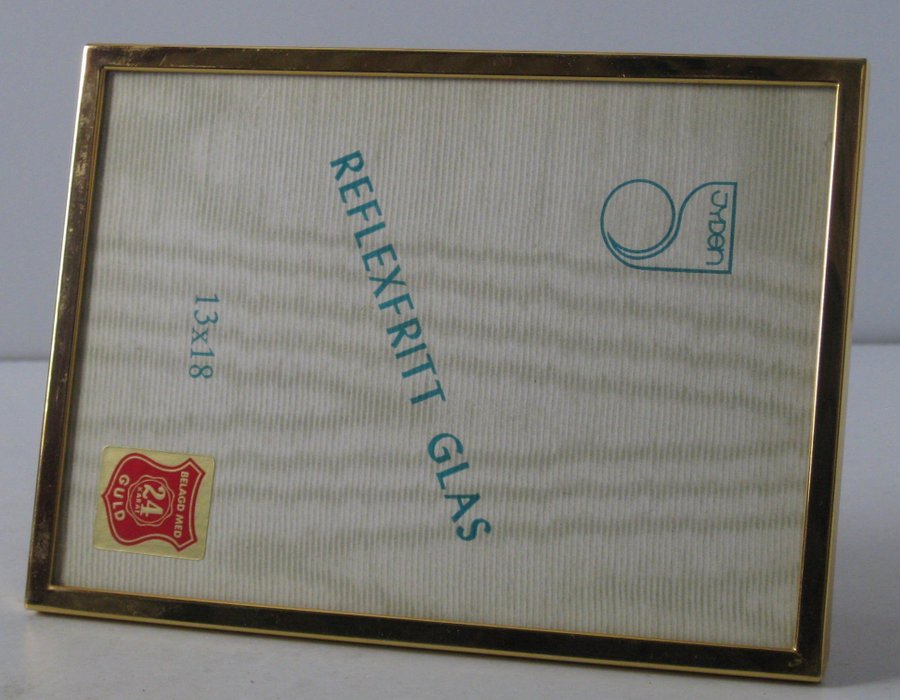 JYDEN
REFLEXFRITT GLAS
13x18
BELAGD MED
24
KARAT
GULD